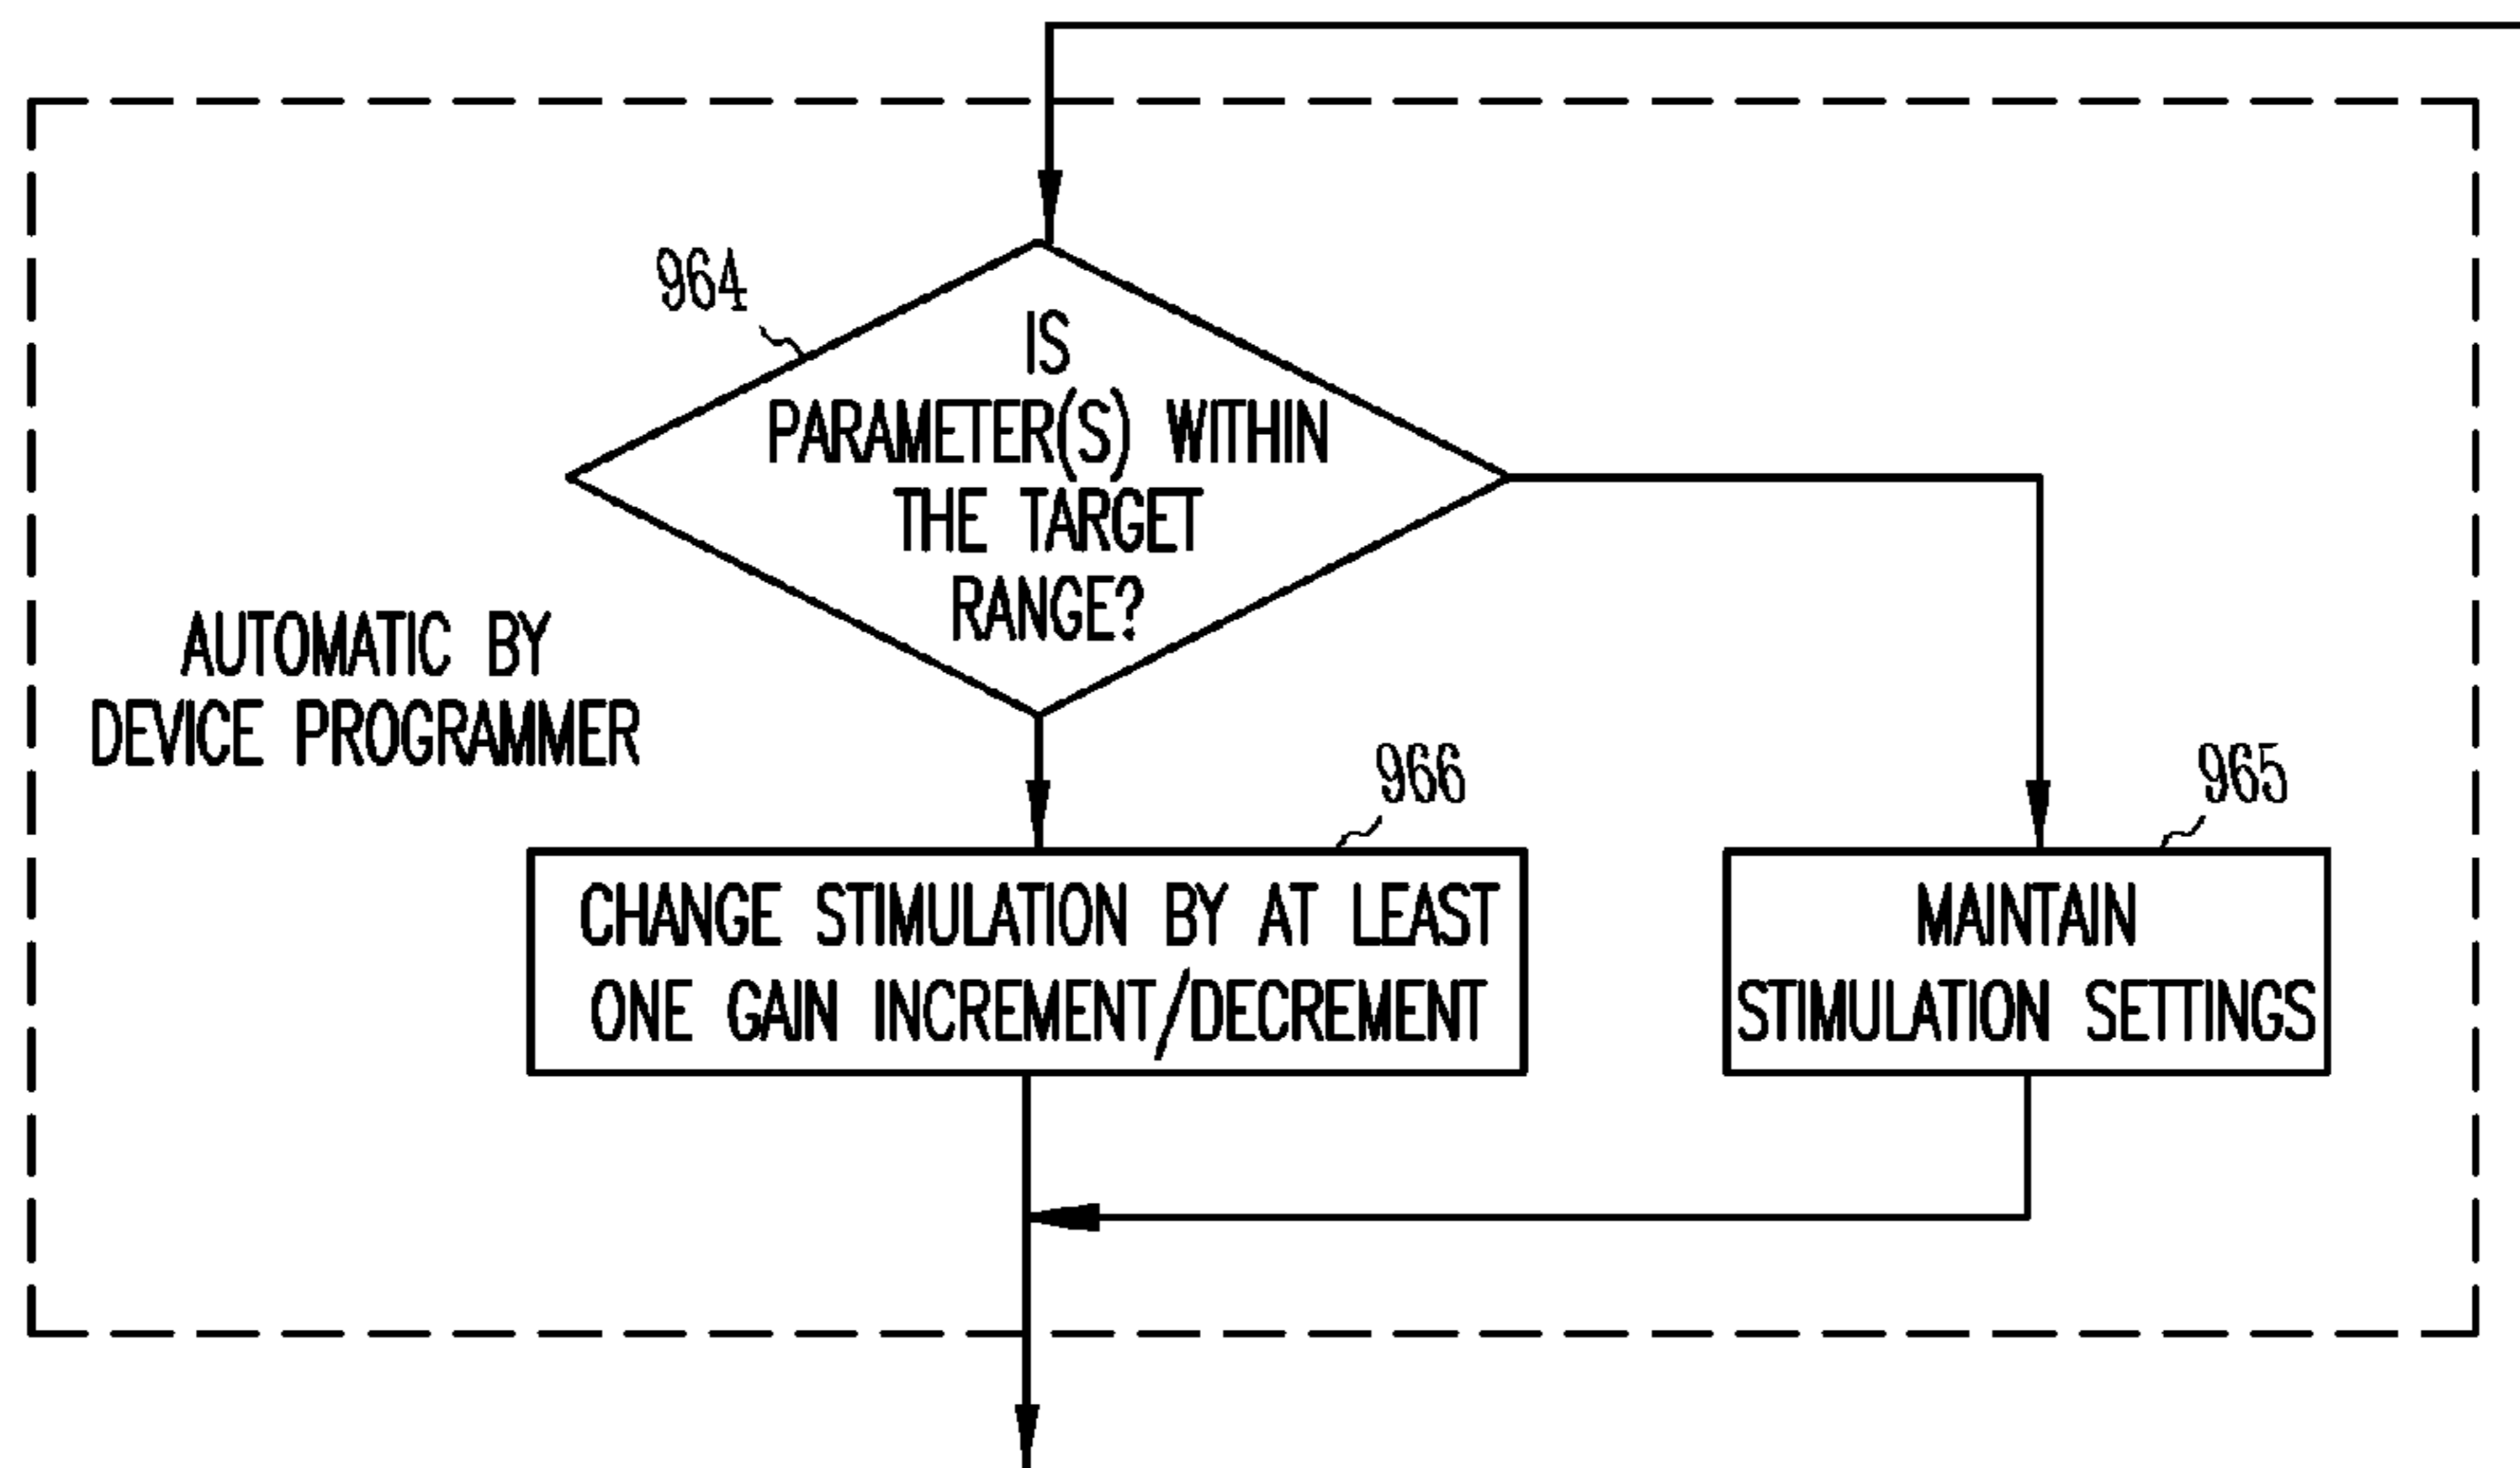 964
IS
PARAMETER(S) WITHIN
THE TARGET
RANGE?
AUTOMATIC BY
DEVICE PROGRAMMER
966
CHANGE STIMULATION BY AT LEAST
ONE GAIN INCREMENT/DECREMENT
965
MAINTAIN
STIMULATION SETTINGS